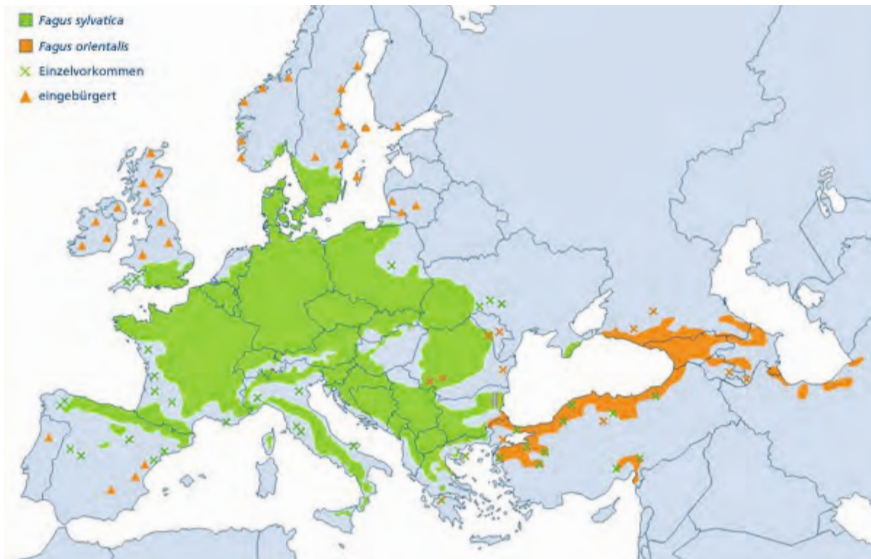 Fagus sylvatica
Fagus orientalis
Einzelvorkommen
eingebürgert